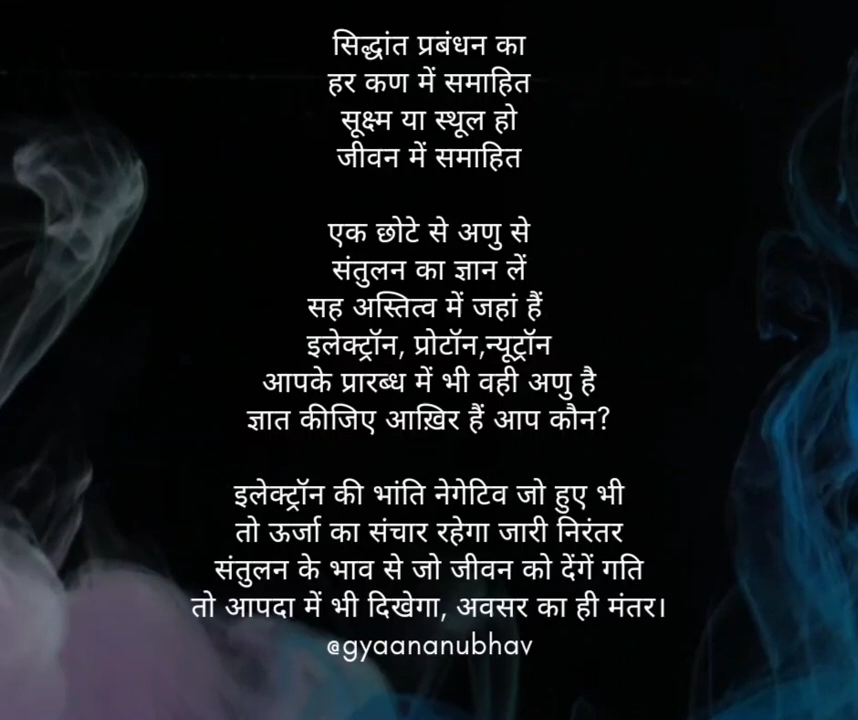 सिद्धांत प्रबंधन का
हर कण में समाहित
सूक्ष्म या स्थूल हो
जीवन में समाहित
एक छोटे से अणु से
संतुलन का ज्ञान लें
सह अस्तित्व में जहां हैं
इलेक्ट्रॉन, प्रोटॉन,न्यूट्रॉन
आपके प्रारब्ध में भी वही अणु है
ज्ञात कीजिए आख़िर हैं आप कौन?
इलेक्ट्रॉन की भांति नेगेटिव जो हुए भी
तो ऊर्जा का संचार रहेगा जारी निरंतर
संतुलन के भाव से जो जीवन को देंगें गति
तो आपदा में भी दिखेगा, अवसर का ही मंतर।
@gyaananubhav